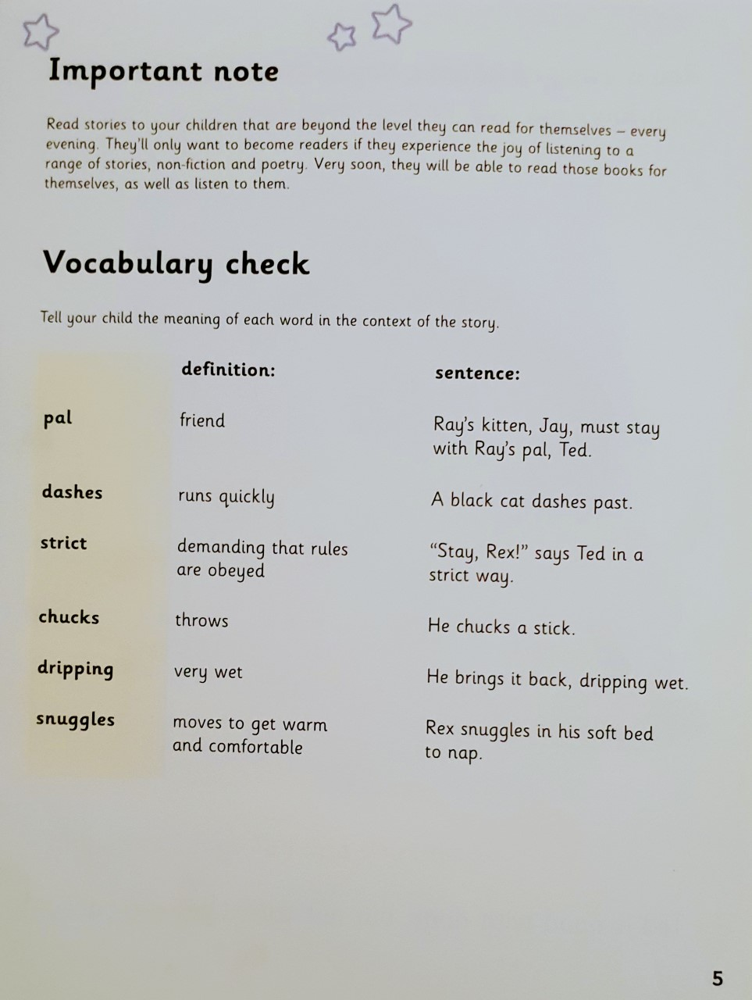 Important note
Read stories to your children that are beyond the level they can read for themselves – every
evening. They'll only want to become readers if they experience the joy of listening to a
range of stories, non-fiction and poetry. Very soon, they will be able to read those books for
themselves, as well as listen to them.
Vocabulary check
Tell your child the meaning of each word in the context of the story.
definition: sentence:
pal friend Ray's kitten, Jay, must stay
with Ray's pal, Ted.
dashes runs quickly A black cat dashes past.
strict demanding that rules "Stay, Rex!" says Ted in a
are obeyed strict way.
chucks throws He chucks a stick.
dripping very wet He brings it back, dripping wet.
snuggles moves to get warm Rex snuggles in his soft bed
and comfortable to nap.
5